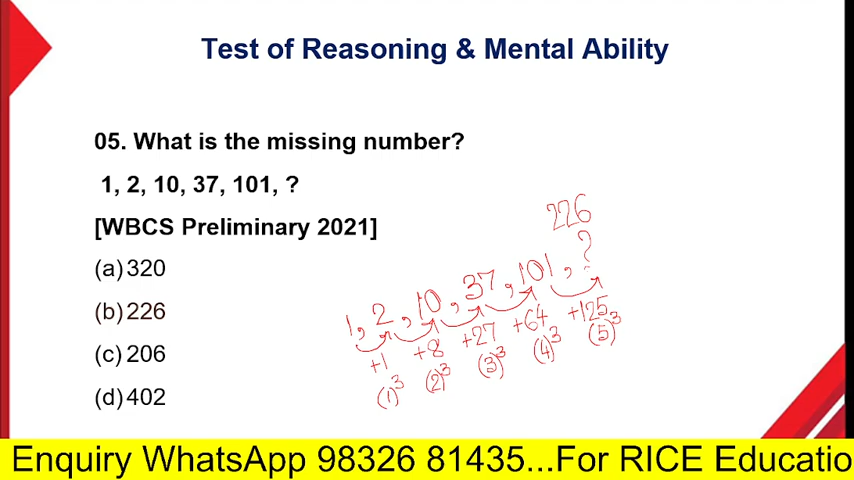 Test of Reasoning & Mental Ability
05. What is the missing number?
1, 2, 10, 37, 101, ?
[WBCS Preliminary 2021]
(a) 320
(b) 226
(c) 206
(d) 402
226
1, 2, 10, 37, 101, ?
+1 +8 +27 +64 +125
(1)³ (2)³ (3)³ (4)³ (5)³
Enquiry WhatsApp 98326 81435...For RICE Educatio